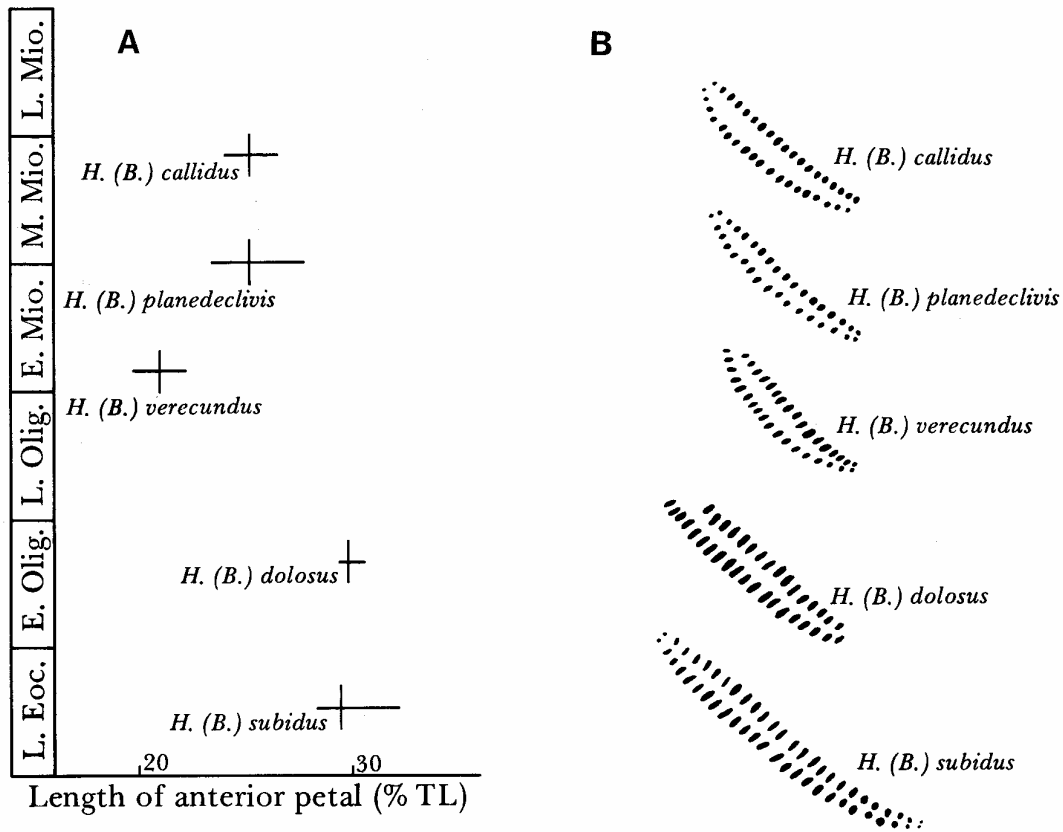 A
L. Mio.
M. Mio.
E. Mio.
L. Olig.
E. Olig.
L. Eoc.
H. (B.) callidus
H. (B.) planedeclivis
H. (B.) verecundus
H. (B.) dolosus
H. (B.) subidus
20 30
Length of anterior petal (% TL)
B
H. (B.) callidus
H. (B.) planedeclivis
H. (B.) verecundus
H. (B.) dolosus
H. (B.) subidus